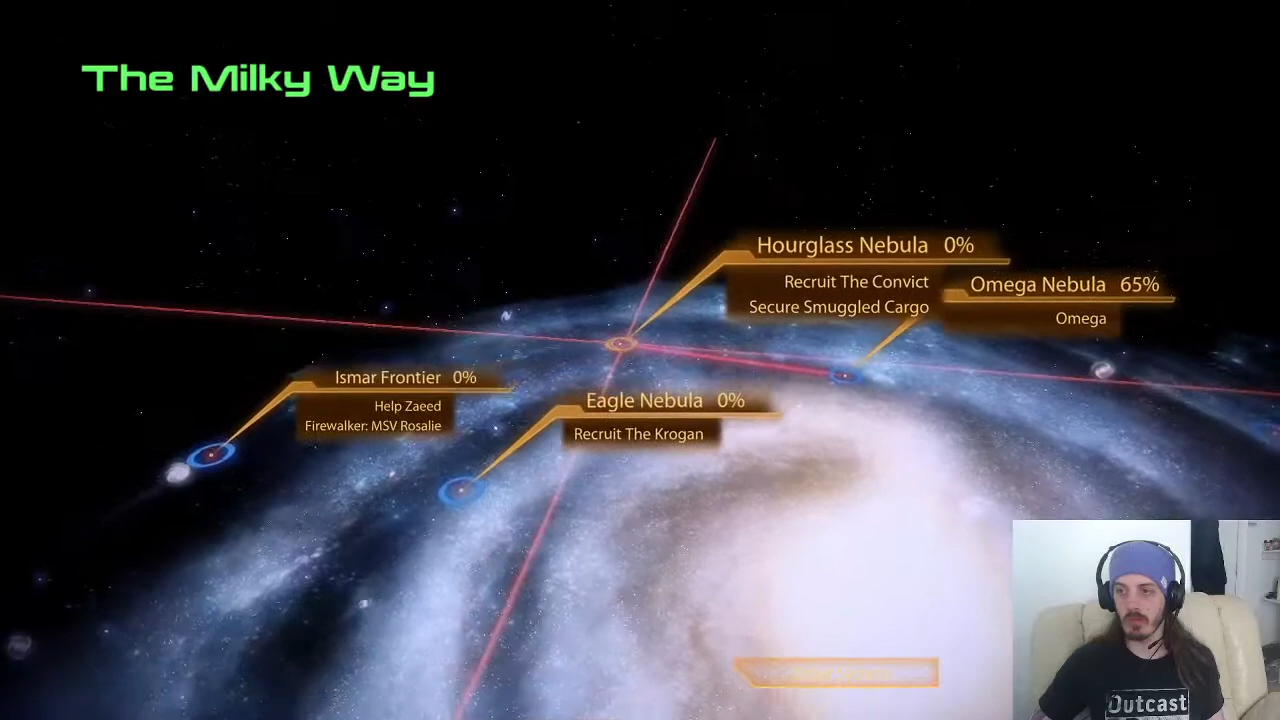 The Milky Way
Hourglass Nebula 0%
Recruit The Convict
Secure Smuggled Cargo
Omega Nebula 65%
Omega
Ismar Frontier 0%
Help Zaeed
Firewalker: MSV Rosalie
Eagle Nebula 0%
Recruit The Krogan
Outcast